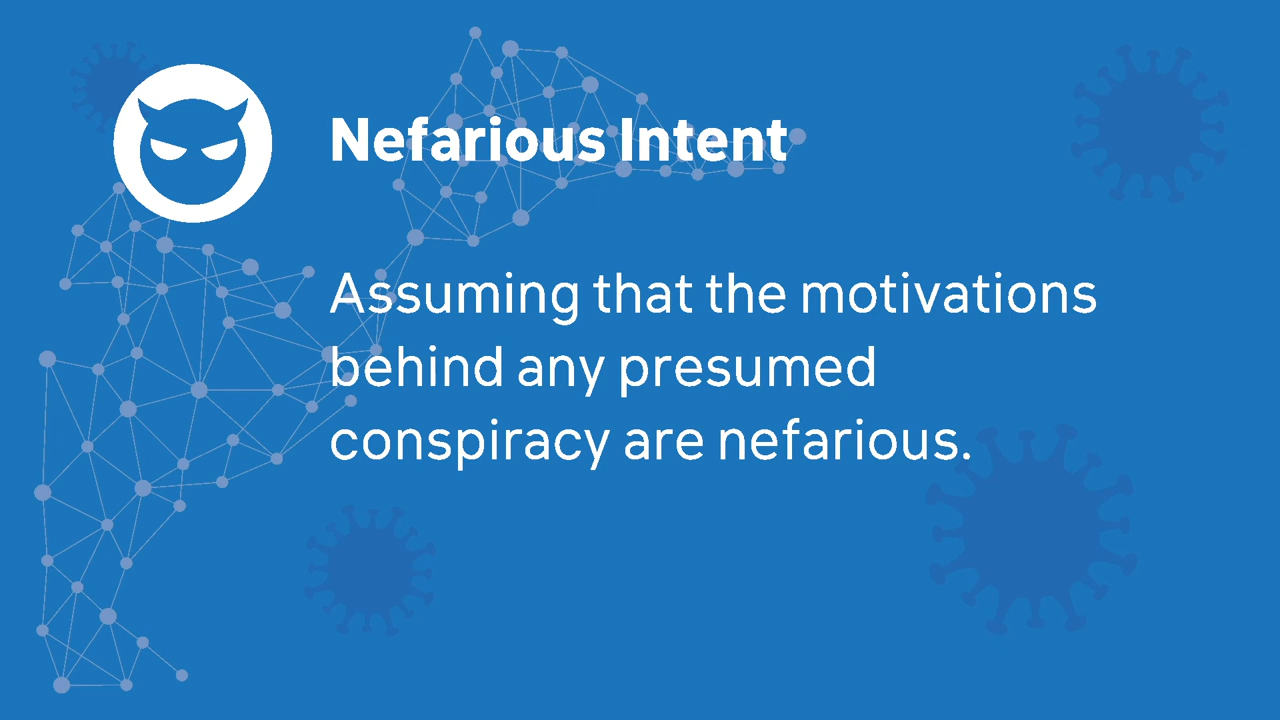 Nefarious Intent
Assuming that the motivations
behind any presumed
conspiracy are nefarious.